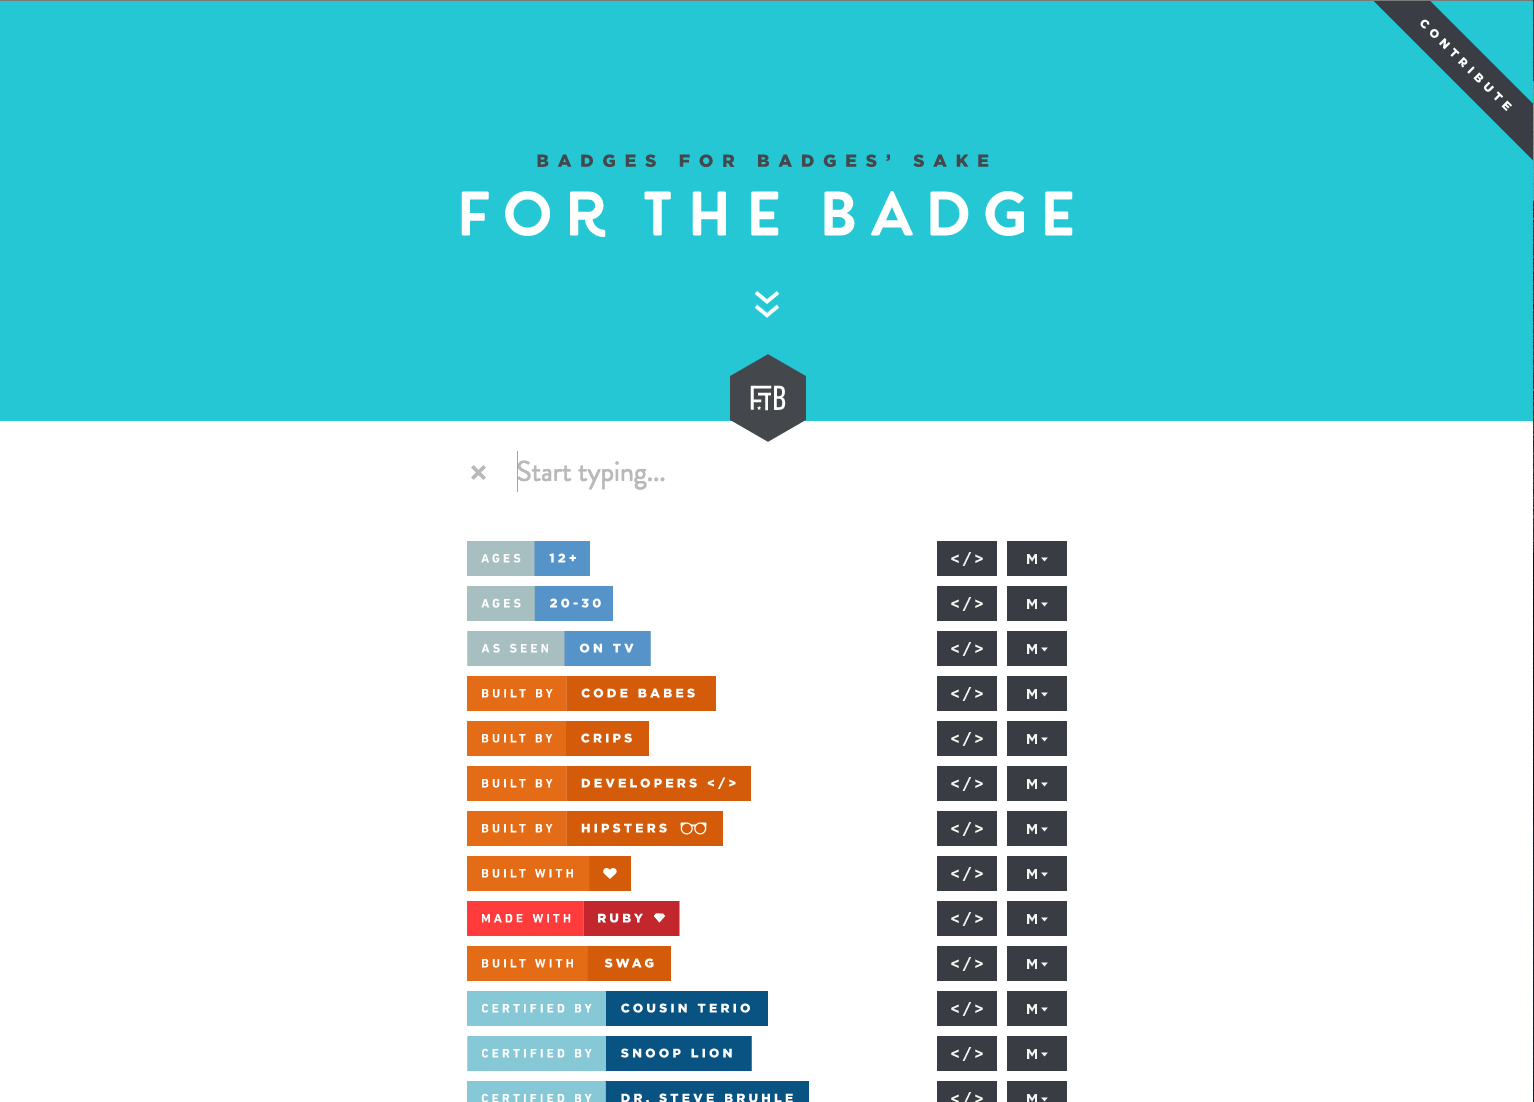 CONTRIBUTE
BADGES FOR BADGES’ SAKE
FOR THE BADGE
FTB
× Start typing...
AGES 12+ </> M
AGES 20-30 </> M
AS SEEN ON TV </> M
BUILT BY CODE BABES </> M
BUILT BY CRIPS </> M
BUILT BY DEVELOPERS </> </> M
BUILT BY HIPSTERS </> M
BUILT WITH </> M
MADE WITH RUBY </> M
BUILT WITH SWAG </> M
CERTIFIED BY COUSIN TERIO </> M
CERTIFIED BY SNOOP LION </> M
CERTIFIED BY DR. STEVE BRUHLE </> M